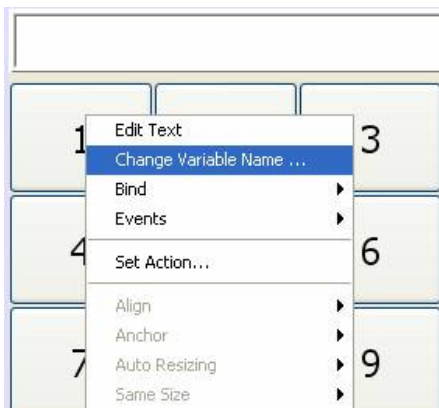 1 3
Edit Text
Change Variable Name ...
Bind
Events
4 6
Set Action...
Align
Anchor
7 9
Auto Resizing
Same Size